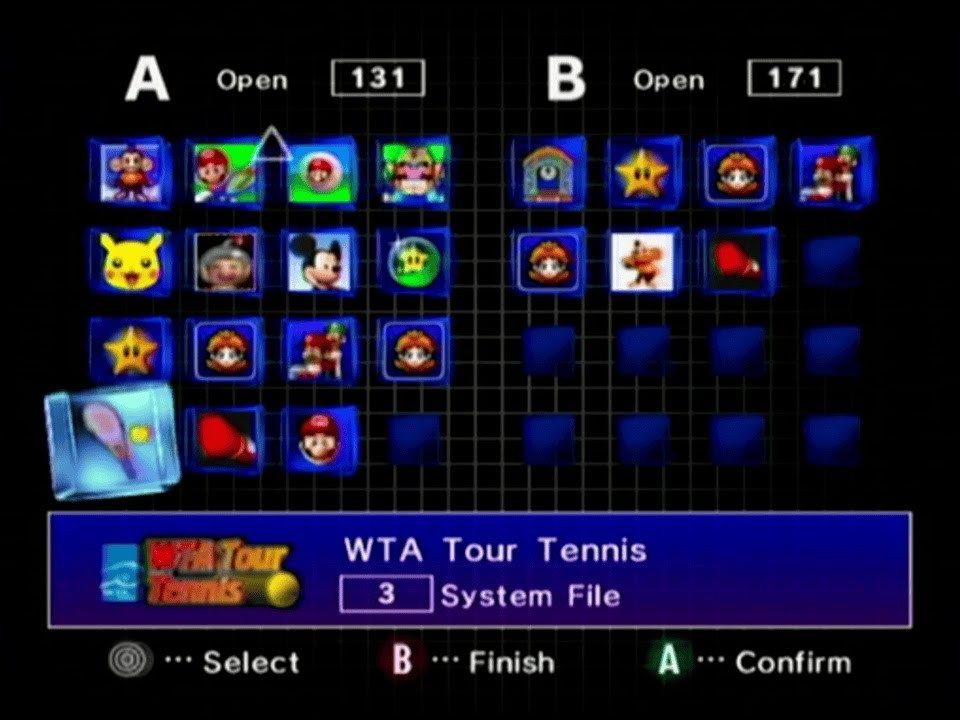 A Open 131 B Open 171
WTA Tour Tennis
WTA Tour
Tennis
3 System File
... Select B ... Finish A ... Confirm